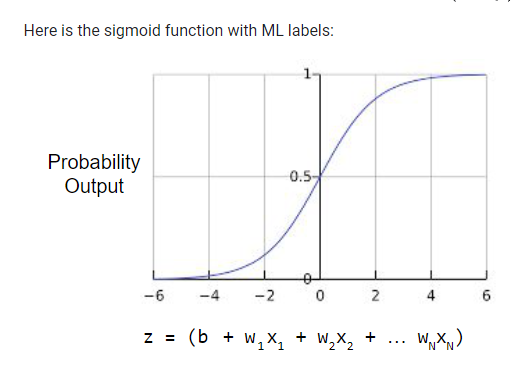 Here is the sigmoid function with ML labels:
1
Probability
Output
0.5
0
-6 -4 -2 0 2 4 6
z = (b + w₁x₁ + w₂x₂ + ... wₙxₙ)